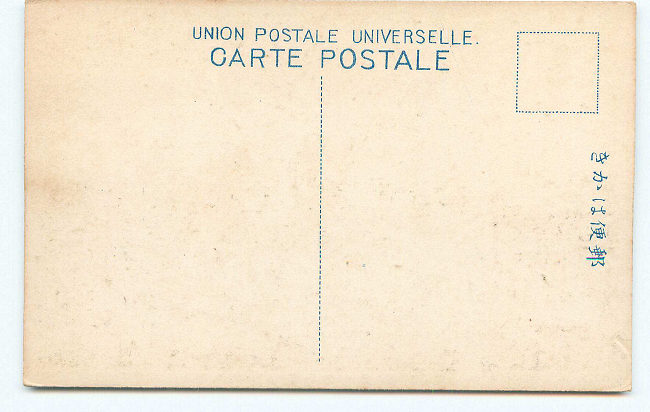 UNION POSTALE UNIVERSELLE.
CARTE POSTALE
きかは便郵